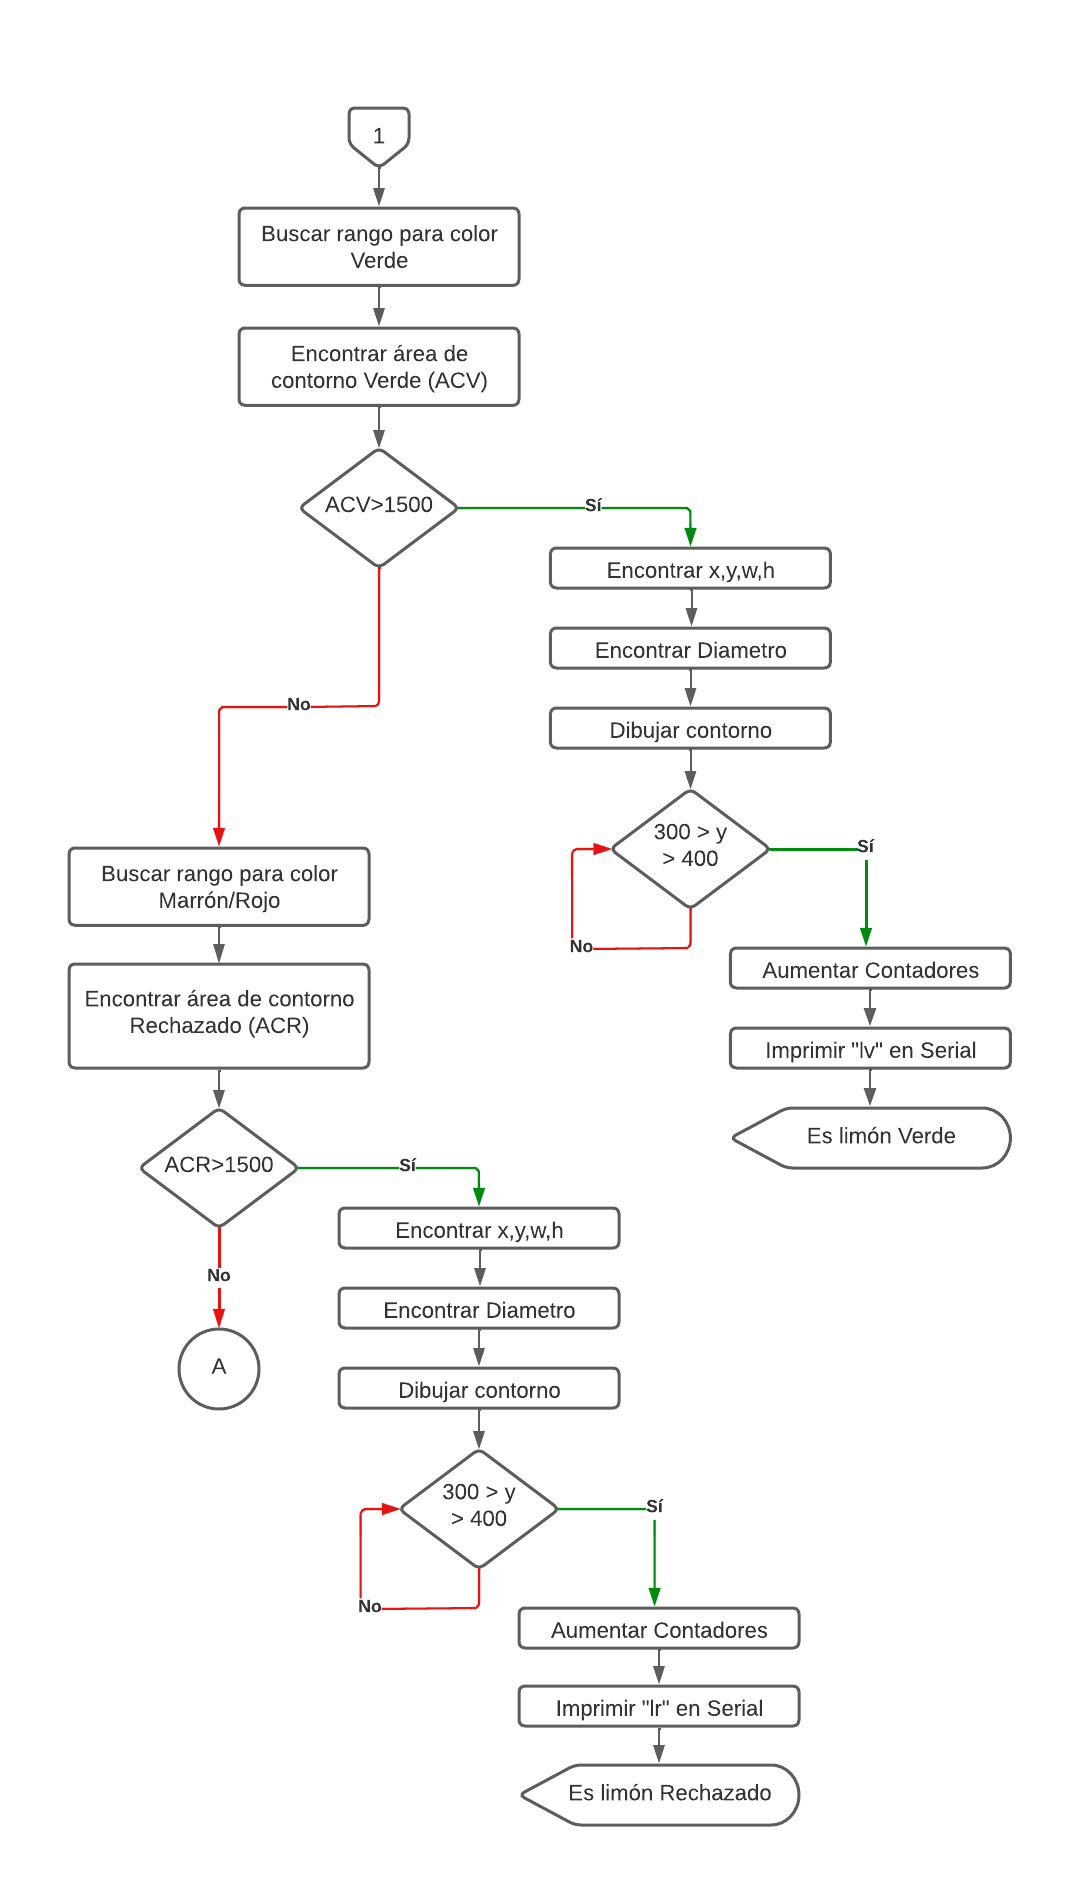 1
Buscar rango para color
Verde
Encontrar área de
contorno Verde (ACV)
ACV>1500
Sí
Encontrar x,y,w,h
Encontrar Diametro
Dibujar contorno
300 > y
> 400
Sí
No
Aumentar Contadores
Imprimir "lv" en Serial
Es limón Verde
No
Buscar rango para color
Marrón/Rojo
Encontrar área de contorno
Rechazado (ACR)
ACR>1500
Sí
No
A
Encontrar x,y,w,h
Encontrar Diametro
Dibujar contorno
300 > y
> 400
Sí
No
Aumentar Contadores
Imprimir "lr" en Serial
Es limón Rechazado